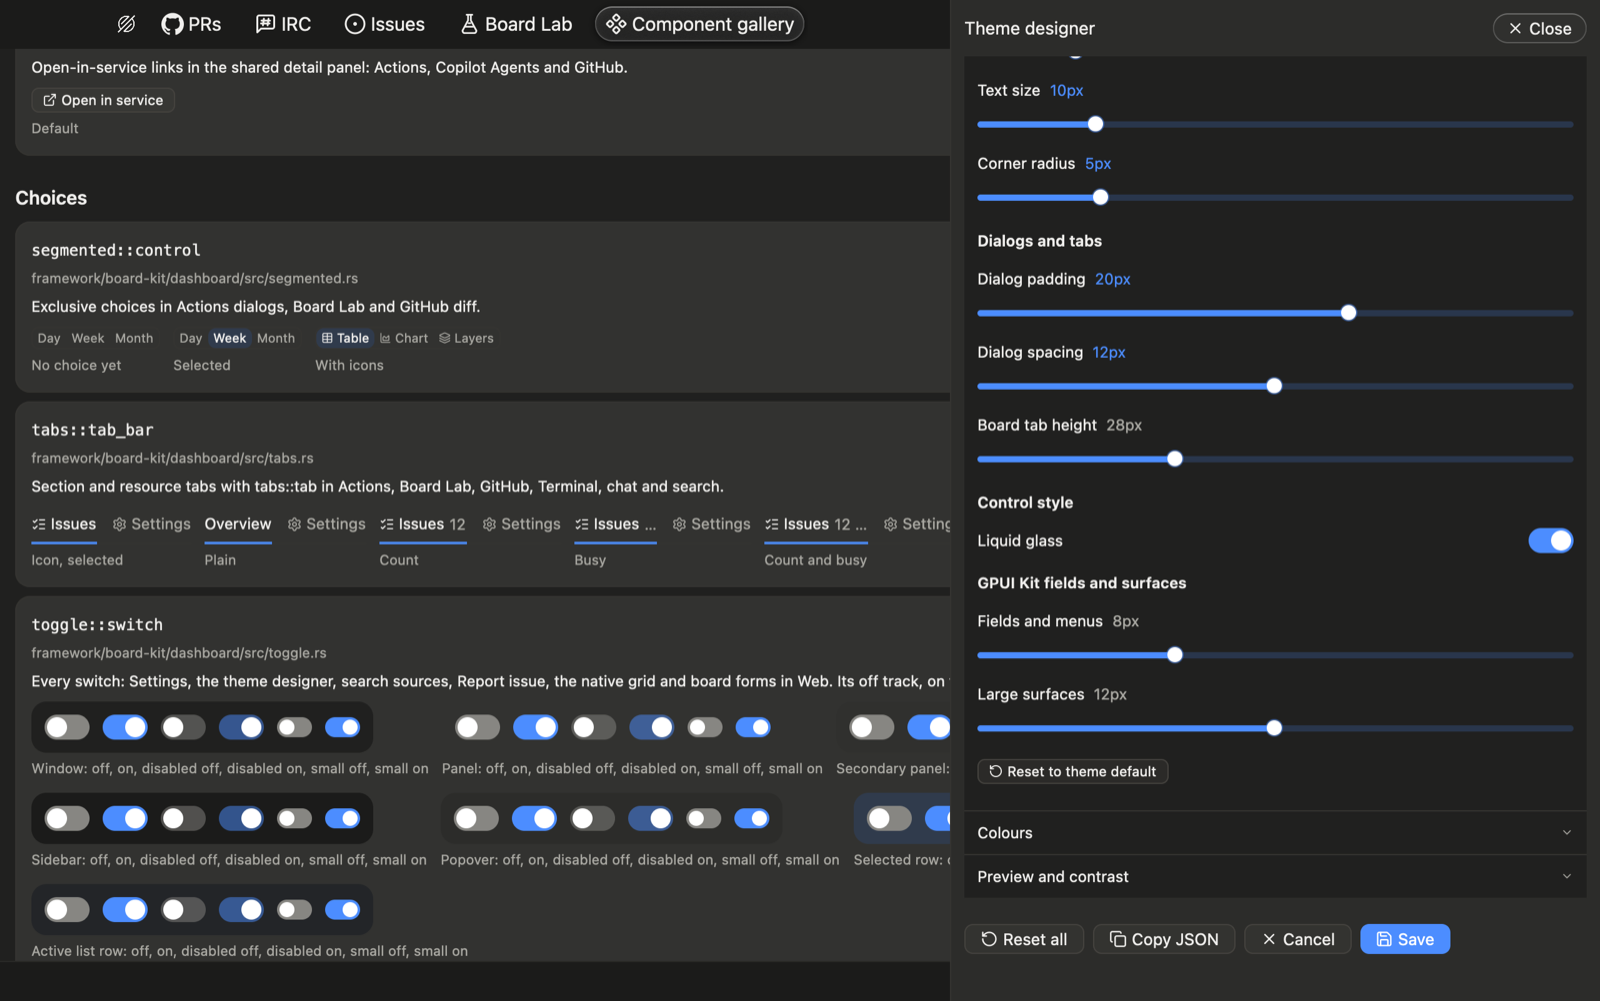 PRs
IRC
Issues
Board Lab
Component gallery
Open-in-service links in the shared detail panel: Actions, Copilot Agents and GitHub.
Open in service
Default
Choices
segmented::control
framework/board-kit/dashboard/src/segmented.rs
Exclusive choices in Actions dialogs, Board Lab and GitHub diff.
Day Week Month Day Week Month Table Chart Layers
No choice yet Selected With icons
tabs::tab_bar
framework/board-kit/dashboard/src/tabs.rs
Section and resource tabs with tabs::tab in Actions, Board Lab, GitHub, Terminal, chat and search.
Issues Settings Overview Settings Issues 12 Settings Issues ... Settings Issues 12 ... Setting
Icon, selected Plain Count Busy Count and busy
toggle::switch
framework/board-kit/dashboard/src/toggle.rs
Every switch: Settings, the theme designer, search sources, Report issue, the native grid and board forms in Web. Its off track, on
Window: off, on, disabled off, disabled on, small off, small on Panel: off, on, disabled off, disabled on, small off, small on Secondary panel:
Sidebar: off, on, disabled off, disabled on, small off, small on Popover: off, on, disabled off, disabled on, small off, small on Selected row:
Active list row: off, on, disabled off, disabled on, small off, small on
Theme designer
Close
Text size 10px
Corner radius 5px
Dialogs and tabs
Dialog padding 20px
Dialog spacing 12px
Board tab height 28px
Control style
Liquid glass
GPUI Kit fields and surfaces
Fields and menus 8px
Large surfaces 12px
Reset to theme default
Colours
Preview and contrast
Reset all
Copy JSON
Cancel
Save